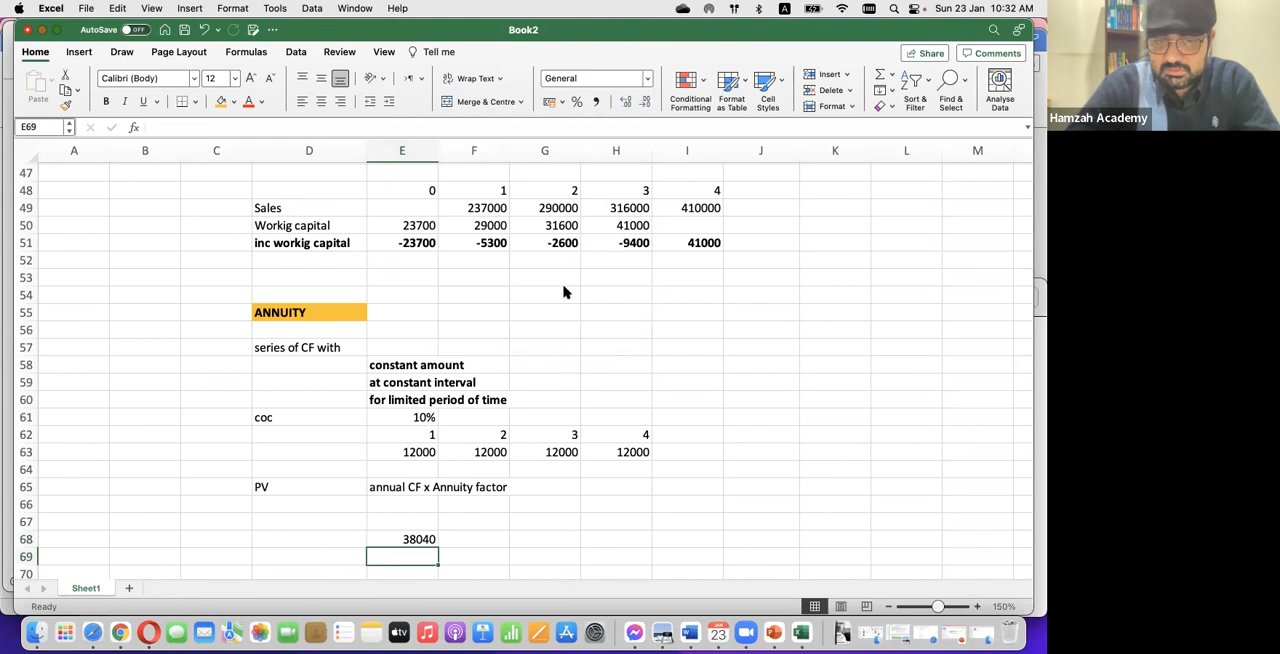 Excel File Edit View Insert Format Tools Data Window Help Sun 23 Jan 10:32 AM
AutoSave OFF Book2
Home Insert Draw Page Layout Formulas Data Review View Tell me Share Comments
Paste Calibri (Body) 12 Wrap Text General Insert Delete Format
B I U A Merge & Centre % Conditional Formatting Format as Table Cell Styles Sort & Filter Find & Select Analyse Data
E69 fx
A B C D E F G H I J K L M
47
48 0 1 2 3 4
49 Sales 237000 290000 316000 410000
50 Workig capital 23700 29000 31600 41000
51 inc workig capital -23700 -5300 -2600 -9400 41000
52
53
54
55 ANNUITY
56
57 series of CF with
58 constant amount
59 at constant interval
60 for limited period of time
61 coc 10%
62 1 2 3 4
63 12000 12000 12000 12000
64
65 PV annual CF x Annuity factor
66
67
68 38040
69
70
Sheet1 +
Ready 150%
Hamzah Academy
tv JAN 23